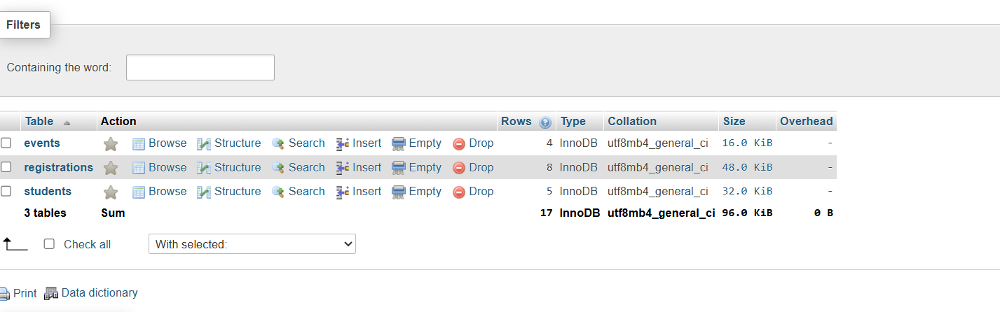 Filters
Containing the word:
Table Action Rows Type Collation Size Overhead
events Browse Structure Search Insert Empty Drop 4 InnoDB utf8mb4_general_ci 16.0 KiB -
registrations Browse Structure Search Insert Empty Drop 8 InnoDB utf8mb4_general_ci 48.0 KiB -
students Browse Structure Search Insert Empty Drop 5 InnoDB utf8mb4_general_ci 32.0 KiB -
3 tables Sum 17 InnoDB utf8mb4_general_ci 96.0 KiB 0 B
Check all With selected:
Print Data dictionary